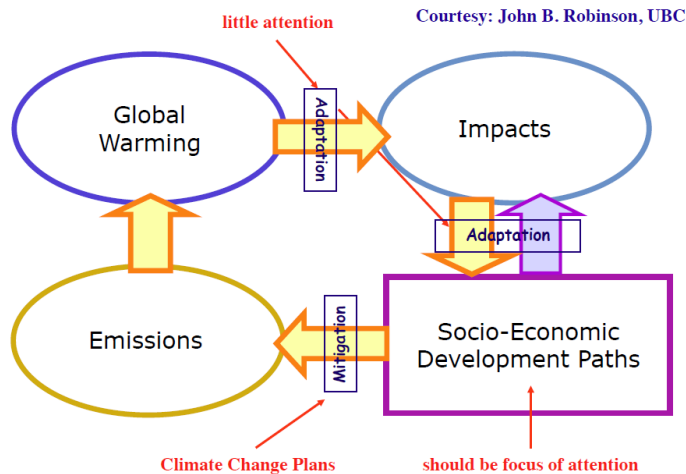 little attention
Courtesy: John B. Robinson, UBC
Global
Warming
Adaptation
Impacts
Adaptation
Emissions
Mitigation
Socio-Economic
Development Paths
Climate Change Plans
should be focus of attention